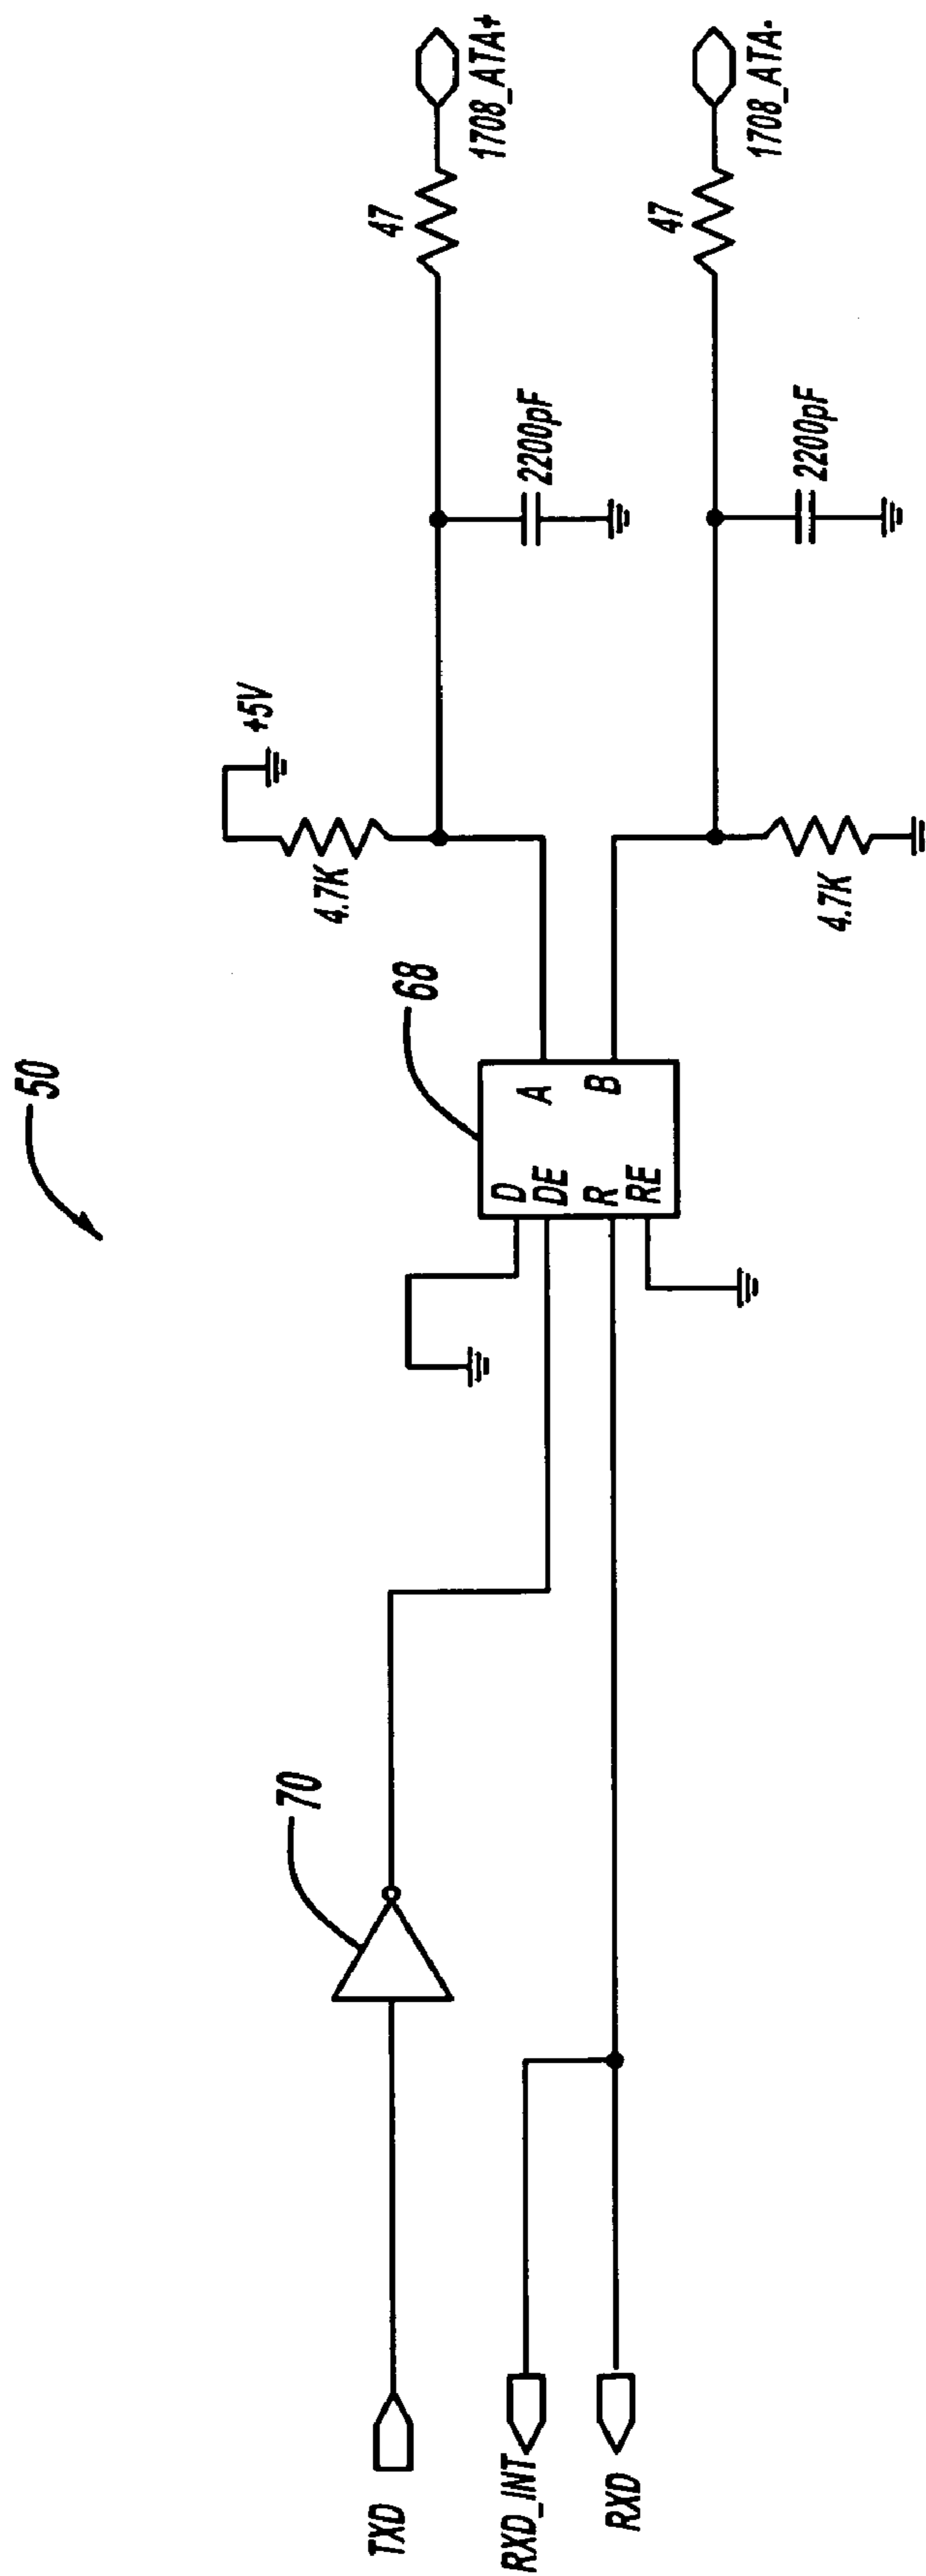 50
+5V
4.7K
47
1708_ATA+
2200pF
68
D
DE
R
RE
A
B
47
1708_ATA-
2200pF
4.7K
70
TXD
RXD_INT
RXD